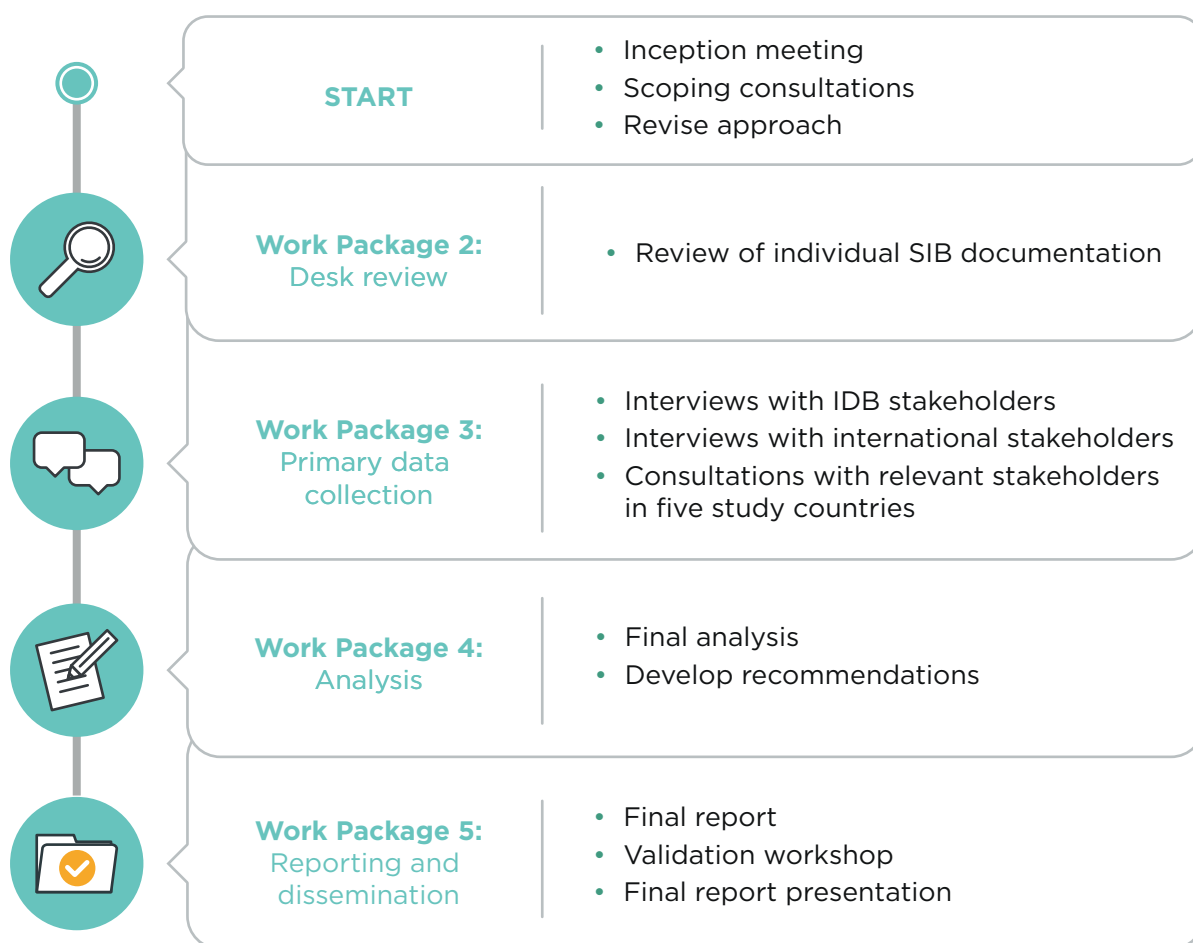 START
• Inception meeting
• Scoping consultations
• Revise approach
Work Package 2:
Desk review
• Review of individual SIB documentation
Work Package 3:
Primary data
collection
• Interviews with IDB stakeholders
• Interviews with international stakeholders
• Consultations with relevant stakeholders
in five study countries
Work Package 4:
Analysis
• Final analysis
• Develop recommendations
Work Package 5:
Reporting and
dissemination
• Final report
• Validation workshop
• Final report presentation